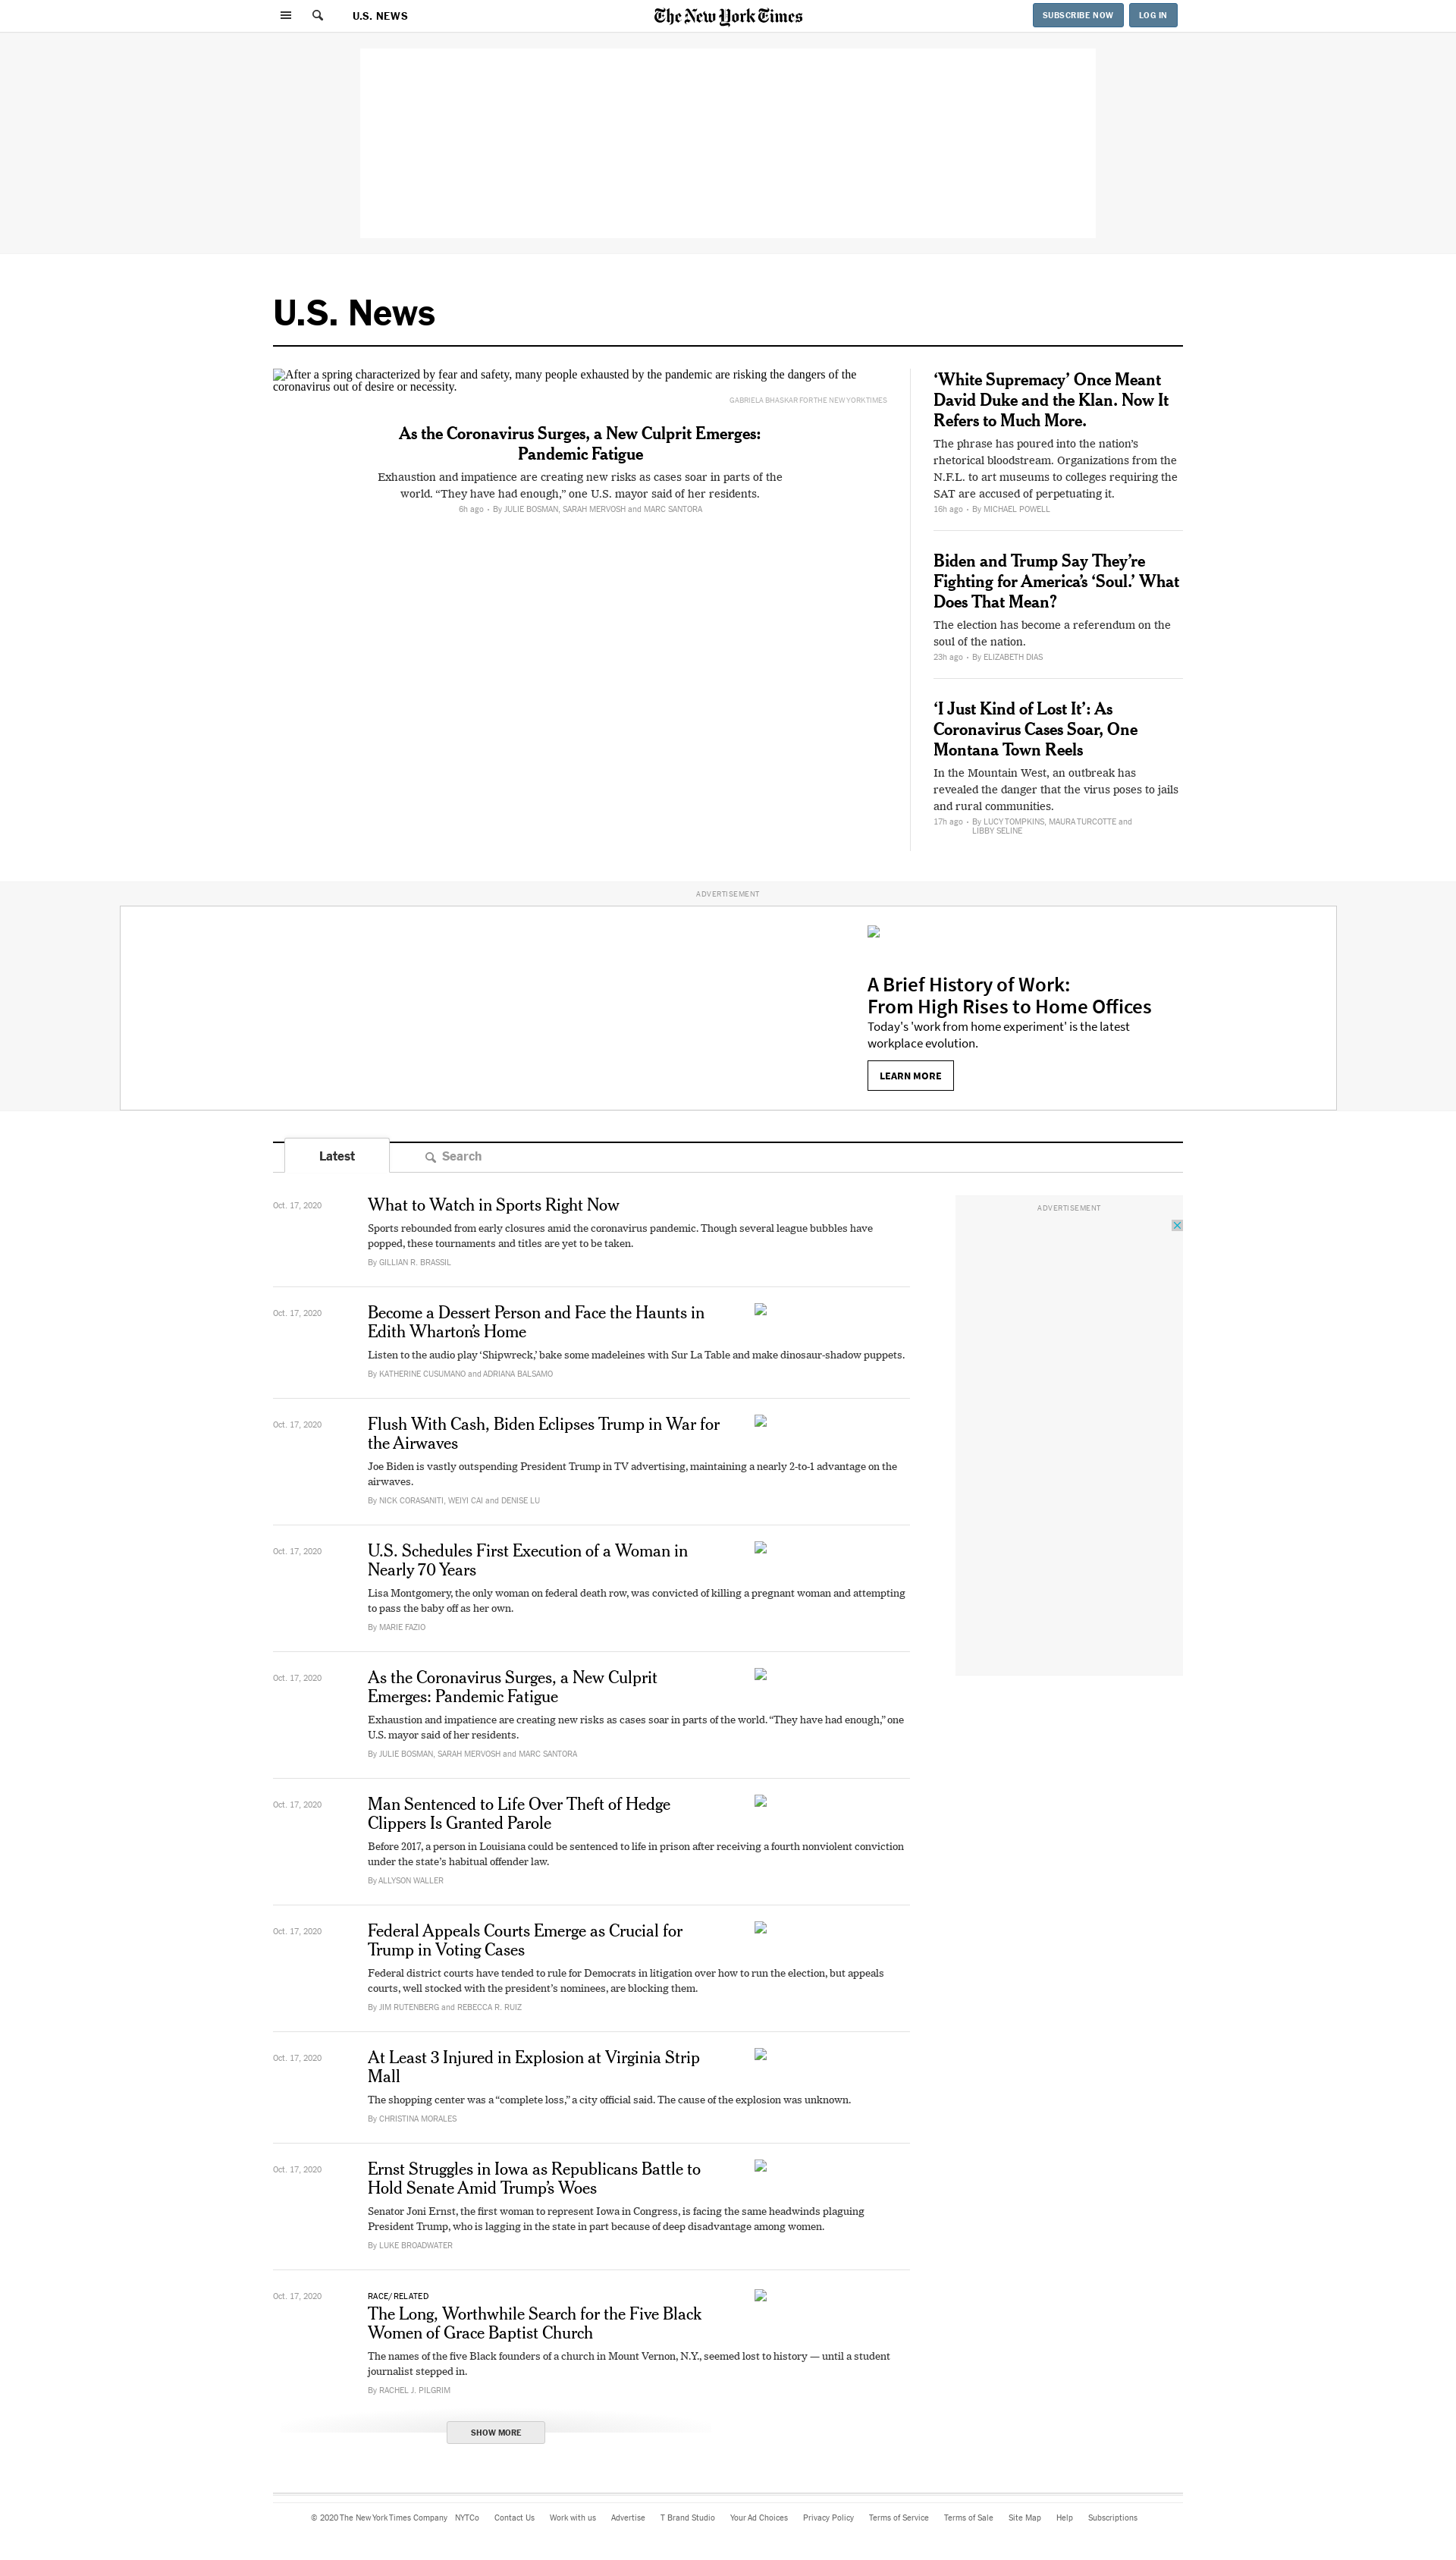 U.S. NEWS
The New York Times
SUBSCRIBE NOW
LOG IN
U.S. News
After a spring characterized by fear and safety, many people exhausted by the pandemic are risking the dangers of the
coronavirus out of desire or necessity.
GABRIELA BHASKAR FOR THE NEW YORK TIMES
As the Coronavirus Surges, a New Culprit Emerges:
Pandemic Fatigue
Exhaustion and impatience are creating new risks as cases soar in parts of the
world. “They have had enough,” one U.S. mayor said of her residents.
6h ago · By JULIE BOSMAN, SARAH MERVOSH and MARC SANTORA
‘White Supremacy’ Once Meant
David Duke and the Klan. Now It
Refers to Much More.
The phrase has poured into the nation’s
rhetorical bloodstream. Organizations from the
N.F.L. to art museums to colleges requiring the
SAT are accused of perpetuating it.
16h ago · By MICHAEL POWELL
Biden and Trump Say They’re
Fighting for America’s ‘Soul.’ What
Does That Mean?
The election has become a referendum on the
soul of the nation.
23h ago · By ELIZABETH DIAS
‘I Just Kind of Lost It’: As
Coronavirus Cases Soar, One
Montana Town Reels
In the Mountain West, an outbreak has
revealed the danger that the virus poses to jails
and rural communities.
17h ago · By LUCY TOMPKINS, MAURA TURCOTTE and
LIBBY SELINE
ADVERTISEMENT
A Brief History of Work:
From High Rises to Home Offices
Today's 'work from home experiment' is the latest
workplace evolution.
LEARN MORE
Latest
Search
Oct. 17, 2020
What to Watch in Sports Right Now
Sports rebounded from early closures amid the coronavirus pandemic. Though several league bubbles have
popped, these tournaments and titles are yet to be taken.
By GILLIAN R. BRASSIL
ADVERTISEMENT
Oct. 17, 2020
Become a Dessert Person and Face the Haunts in
Edith Wharton’s Home
Listen to the audio play ‘Shipwreck,’ bake some madeleines with Sur La Table and make dinosaur-shadow puppets.
By KATHERINE CUSUMANO and ADRIANA BALSAMO
Oct. 17, 2020
Flush With Cash, Biden Eclipses Trump in War for
the Airwaves
Joe Biden is vastly outspending President Trump in TV advertising, maintaining a nearly 2-to-1 advantage on the
airwaves.
By NICK CORASANITI, WEIYI CAI and DENISE LU
Oct. 17, 2020
U.S. Schedules First Execution of a Woman in
Nearly 70 Years
Lisa Montgomery, the only woman on federal death row, was convicted of killing a pregnant woman and attempting
to pass the baby off as her own.
By MARIE FAZIO
Oct. 17, 2020
As the Coronavirus Surges, a New Culprit
Emerges: Pandemic Fatigue
Exhaustion and impatience are creating new risks as cases soar in parts of the world. “They have had enough,” one
U.S. mayor said of her residents.
By JULIE BOSMAN, SARAH MERVOSH and MARC SANTORA
Oct. 17, 2020
Man Sentenced to Life Over Theft of Hedge
Clippers Is Granted Parole
Before 2017, a person in Louisiana could be sentenced to life in prison after receiving a fourth nonviolent conviction
under the state’s habitual offender law.
By ALLYSON WALLER
Oct. 17, 2020
Federal Appeals Courts Emerge as Crucial for
Trump in Voting Cases
Federal district courts have tended to rule for Democrats in litigation over how to run the election, but appeals
courts, well stocked with the president’s nominees, are blocking them.
By JIM RUTENBERG and REBECCA R. RUIZ
Oct. 17, 2020
At Least 3 Injured in Explosion at Virginia Strip
Mall
The shopping center was a “complete loss,” a city official said. The cause of the explosion was unknown.
By CHRISTINA MORALES
Oct. 17, 2020
Ernst Struggles in Iowa as Republicans Battle to
Hold Senate Amid Trump’s Woes
Senator Joni Ernst, the first woman to represent Iowa in Congress, is facing the same headwinds plaguing
President Trump, who is lagging in the state in part because of deep disadvantage among women.
By LUKE BROADWATER
Oct. 17, 2020
RACE/RELATED
The Long, Worthwhile Search for the Five Black
Women of Grace Baptist Church
The names of the five Black founders of a church in Mount Vernon, N.Y., seemed lost to history — until a student
journalist stepped in.
By RACHEL J. PILGRIM
SHOW MORE
© 2020 The New York Times Company NYTCo Contact Us Work with us Advertise T Brand Studio Your Ad Choices Privacy Policy Terms of Service Terms of Sale Site Map Help Subscriptions